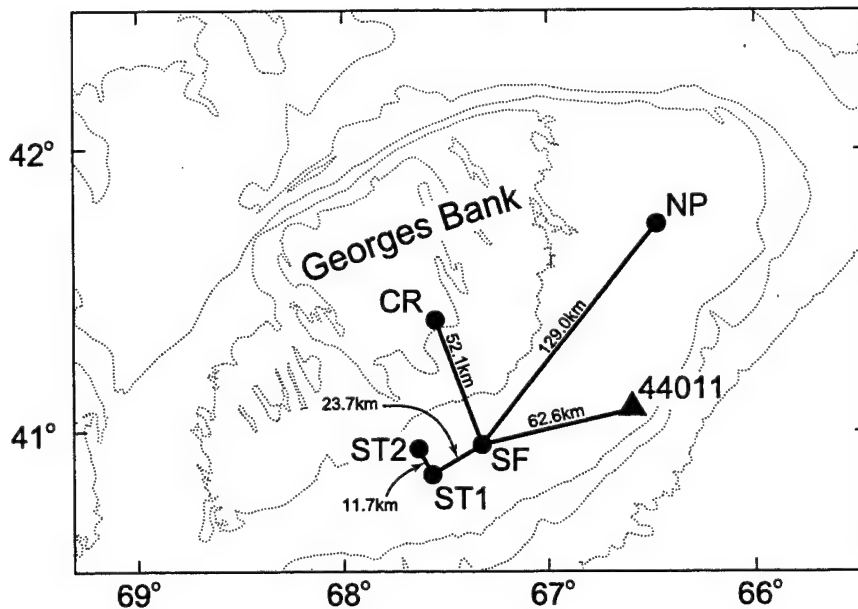 42°
NP
Georges Bank
CR
52.1km
129.0km
44011
23.7km
62.6km
41°
ST2
SF
11.7km
ST1
69°
68°
67°
66°